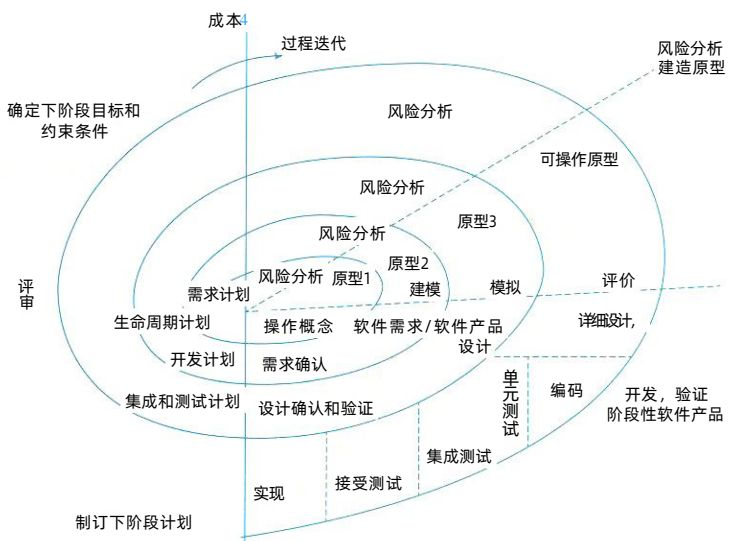 成本
过程迭代
风险分析
建造原型
确定下阶段目标和
约束条件
风险分析
可操作原型
风险分析
原型3
风险分析
原型2
风险分析
原型1
评审
需求计划
建模
模拟
评价
生命周期计划
操作概念
软件需求/软件产品
设计
详细设计,
开发计划
需求确认
单元测试
编码
开发，验证
阶段性软件产品
集成和测试计划
设计确认和验证
集成测试
接受测试
实现
制订下阶段计划